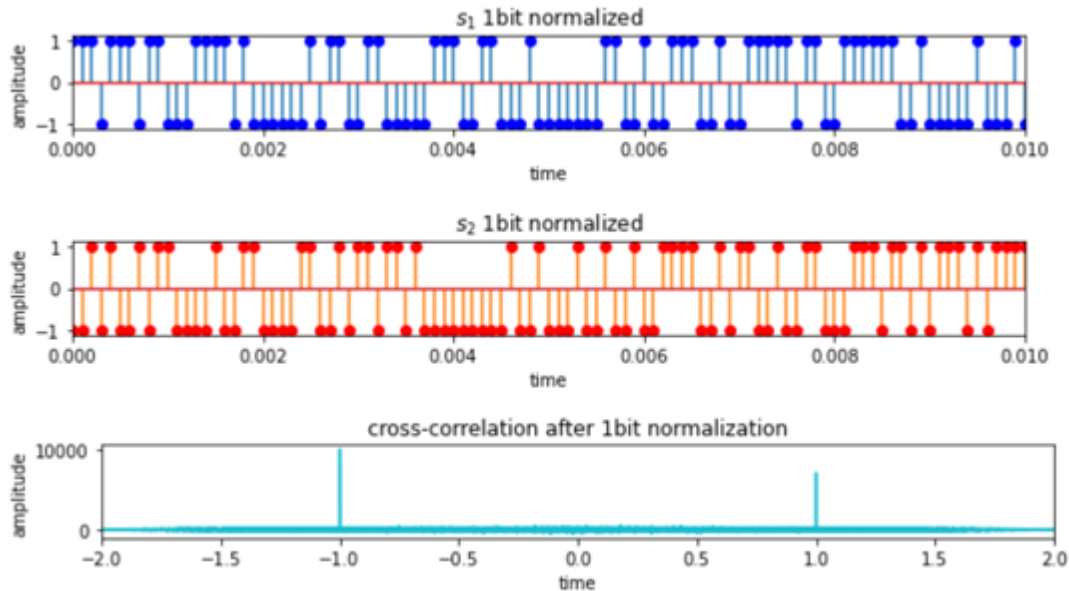 s₁ 1bit normalized
amplitude
1
0
−1
0.000 0.002 0.004 0.006 0.008 0.010
time
s₂ 1bit normalized
amplitude
1
0
−1
0.000 0.002 0.004 0.006 0.008 0.010
time
cross-correlation after 1bit normalization
amplitude
10000
0
−2.0 −1.5 −1.0 −0.5 0.0 0.5 1.0 1.5 2.0
time